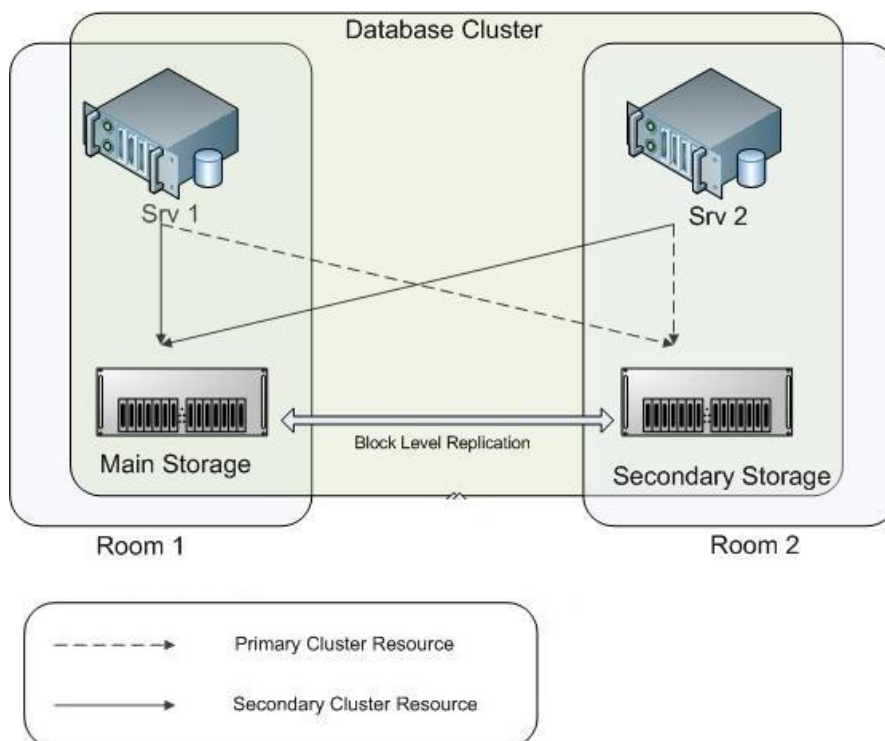 Database Cluster
Srv 1
Srv 2
Block Level Replication
Main Storage
Secondary Storage
Room 1
Room 2
Primary Cluster Resource
Secondary Cluster Resource